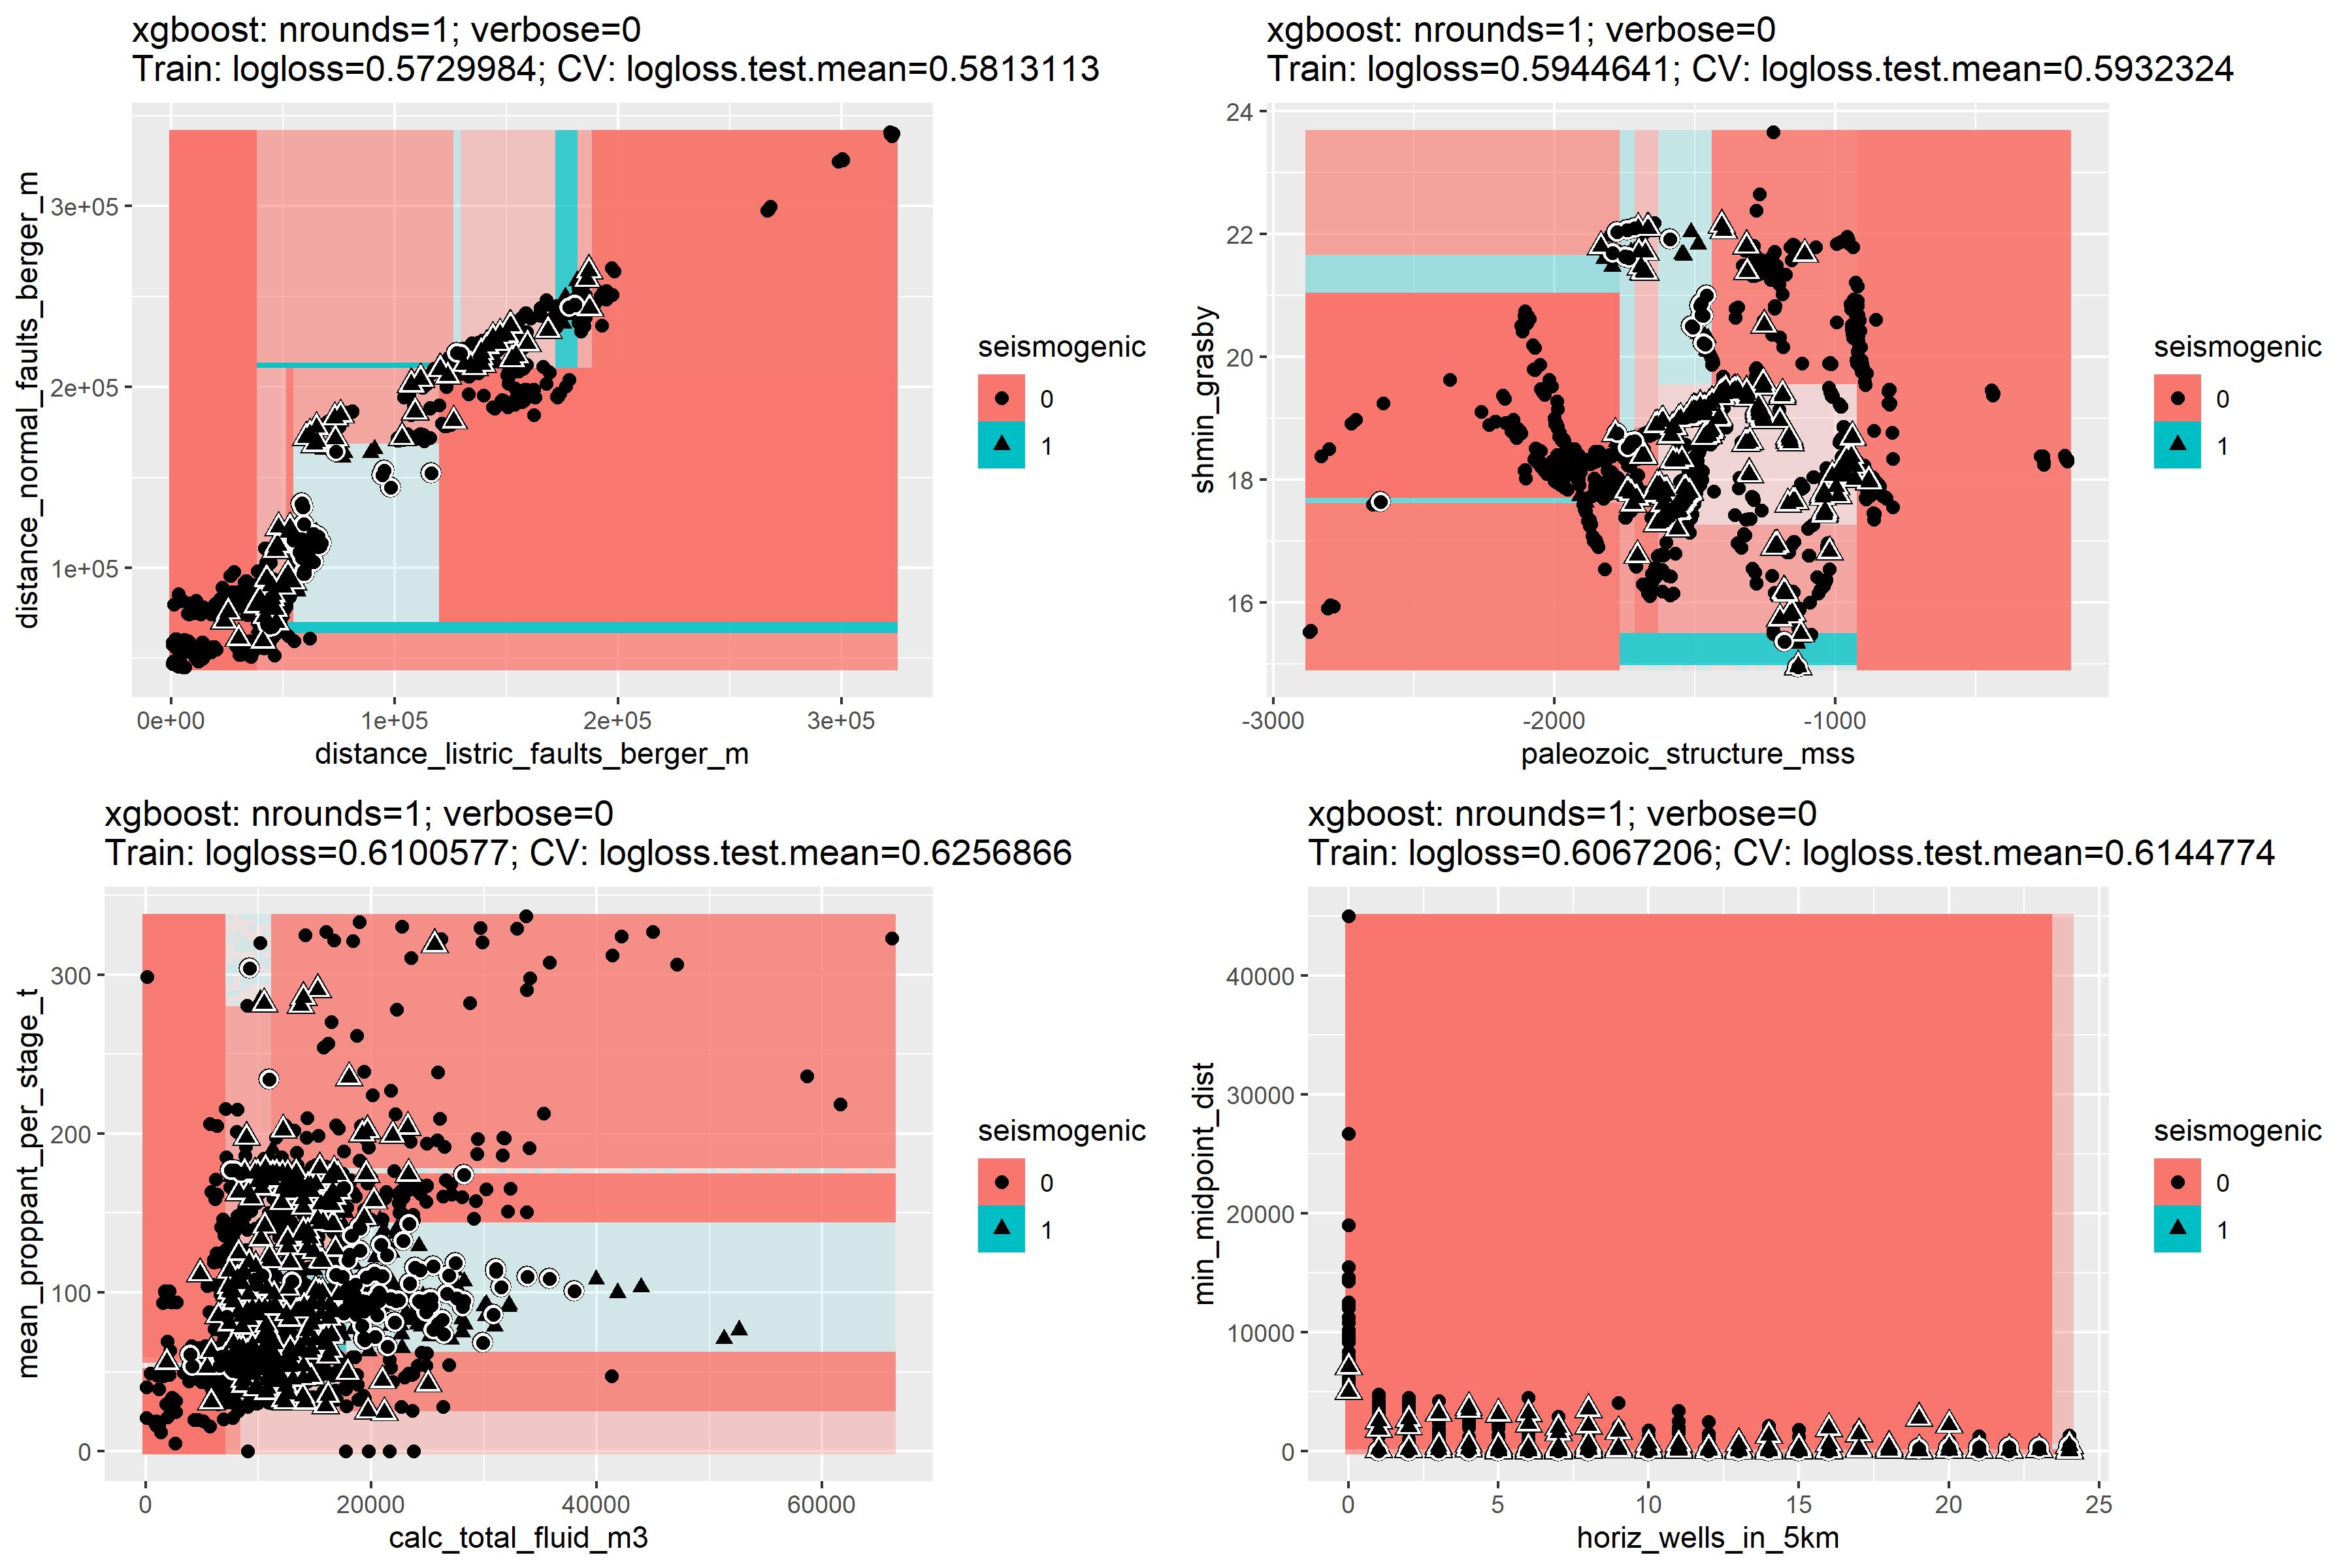 xgboost: nrounds=1; verbose=0
Train: logloss=0.5729984; CV: logloss.test.mean=0.5813113
distance_normal_faults_berger_m
3e+05
2e+05
1e+05
0e+00
1e+05
2e+05
3e+05
distance_listric_faults_berger_m
seismogenic
0
1
xgboost: nrounds=1; verbose=0
Train: logloss=0.5944641; CV: logloss.test.mean=0.5932324
shmin_grasby
24
22
20
18
16
-3000
-2000
-1000
paleozoic_structure_mss
seismogenic
0
1
xgboost: nrounds=1; verbose=0
Train: logloss=0.6100577; CV: logloss.test.mean=0.6256866
mean_proppant_per_stage_t
300
200
100
0
0
20000
40000
60000
calc_total_fluid_m3
seismogenic
0
1
xgboost: nrounds=1; verbose=0
Train: logloss=0.6067206; CV: logloss.test.mean=0.6144774
min_midpoint_dist
40000
30000
20000
10000
0
0
5
10
15
20
25
horiz_wells_in_5km
seismogenic
0
1